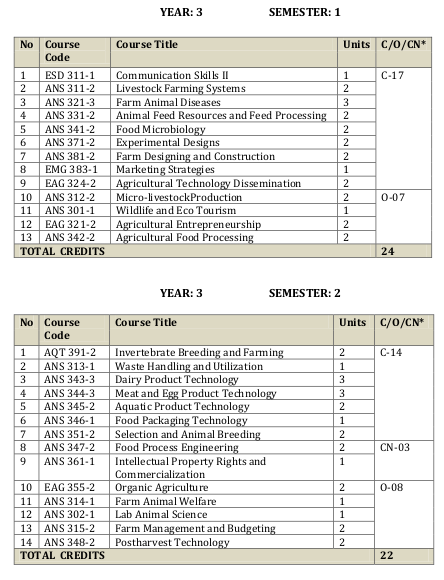 YEAR: 3 SEMESTER: 1
No Course Code Course Title Units C/O/CN*
1 ESD 311-1 Communication Skills II 1 C-17
2 ANS 311-2 Livestock Farming Systems 2
3 ANS 321-3 Farm Animal Diseases 3
4 ANS 331-2 Animal Feed Resources and Feed Processing 2
5 ANS 341-2 Food Microbiology 2
6 ANS 371-2 Experimental Designs 2
7 ANS 381-2 Farm Designing and Construction 2
8 EMG 383-1 Marketing Strategies 1
9 EAG 324-2 Agricultural Technology Dissemination 2
10 ANS 312-2 Micro-livestockProduction 2 O-07
11 ANS 301-1 Wildlife and Eco Tourism 1
12 EAG 321-2 Agricultural Entrepreneurship 2
13 ANS 342-2 Agricultural Food Processing 2
TOTAL CREDITS 24
YEAR: 3 SEMESTER: 2
No Course Code Course Title Units C/O/CN*
1 AQT 391-2 Invertebrate Breeding and Farming 2 C-14
2 ANS 313-1 Waste Handling and Utilization 1
3 ANS 343-3 Dairy Product Technology 3
4 ANS 344-3 Meat and Egg Product Technology 3
5 ANS 345-2 Aquatic Product Technology 2
6 ANS 346-1 Food Packaging Technology 1
7 ANS 351-2 Selection and Animal Breeding 2
8 ANS 347-2 Food Process Engineering 2 CN-03
9 ANS 361-1 Intellectual Property Rights and 1
Commercialization
10 EAG 355-2 Organic Agriculture 2 O-08
11 ANS 314-1 Farm Animal Welfare 1
12 ANS 302-1 Lab Animal Science 1
13 ANS 315-2 Farm Management and Budgeting 2
14 ANS 348-2 Postharvest Technology 2
TOTAL CREDITS 22